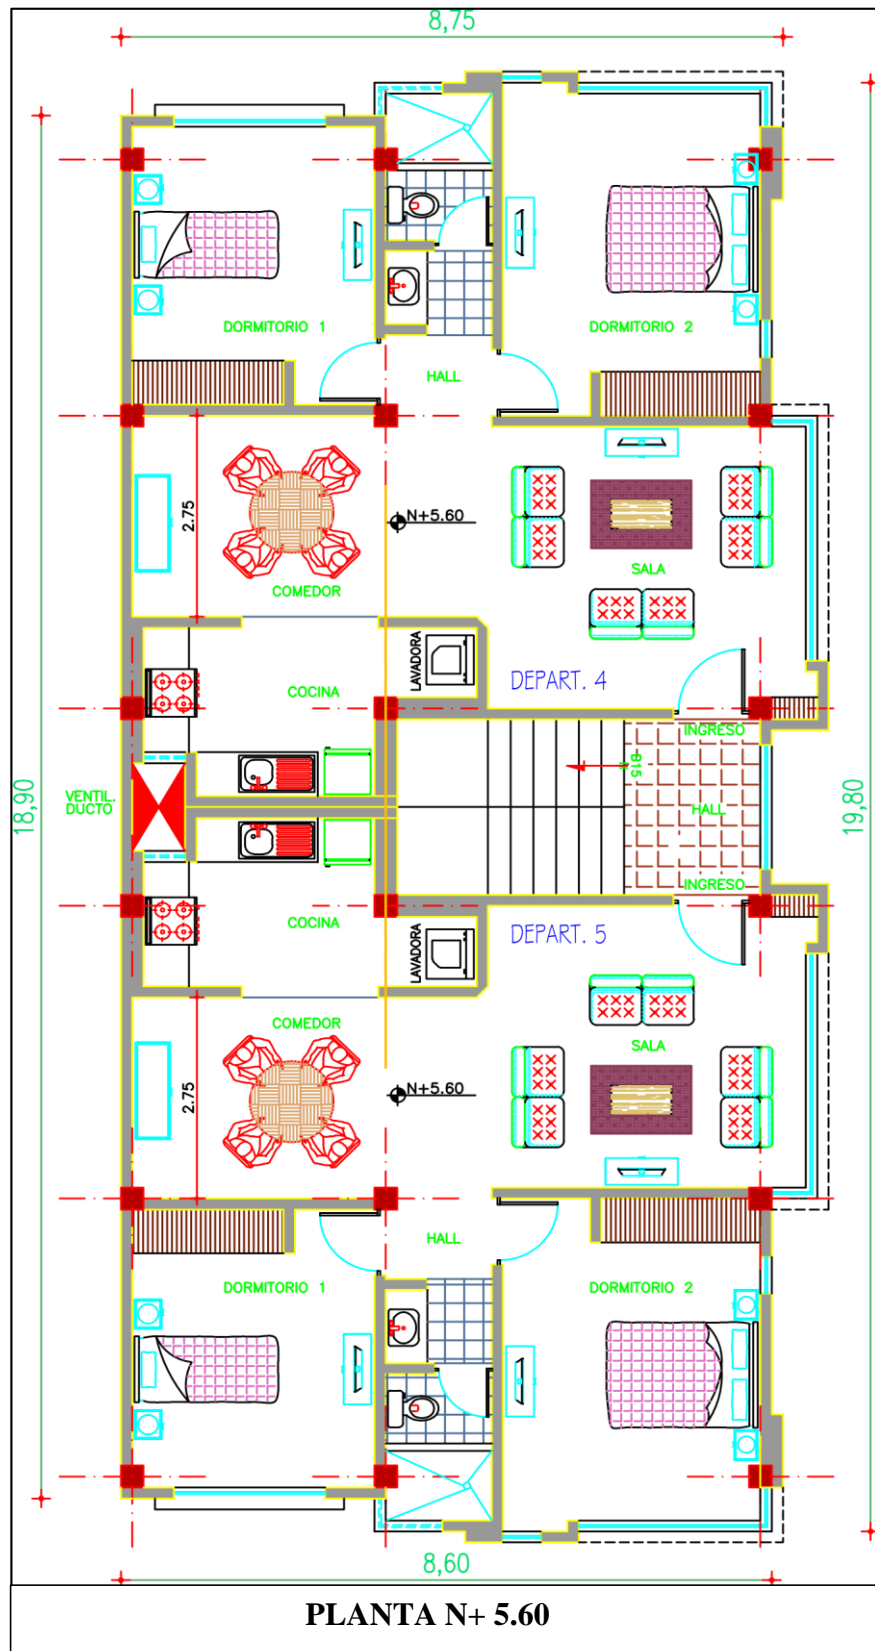 8,75
DORMITORIO 1
DORMITORIO 2
HALL
2.75
N+5.60
SALA
COMEDOR
LAVADORA
DEPART. 4
COCINA
INGRESO
B15
VENTIL.
DUCTO
HALL
18,90
19,80
INGRESO
COCINA
LAVADORA
DEPART. 5
COMEDOR
SALA
2.75
N+5.60
HALL
DORMITORIO 1
DORMITORIO 2
8,60
PLANTA N+ 5.60